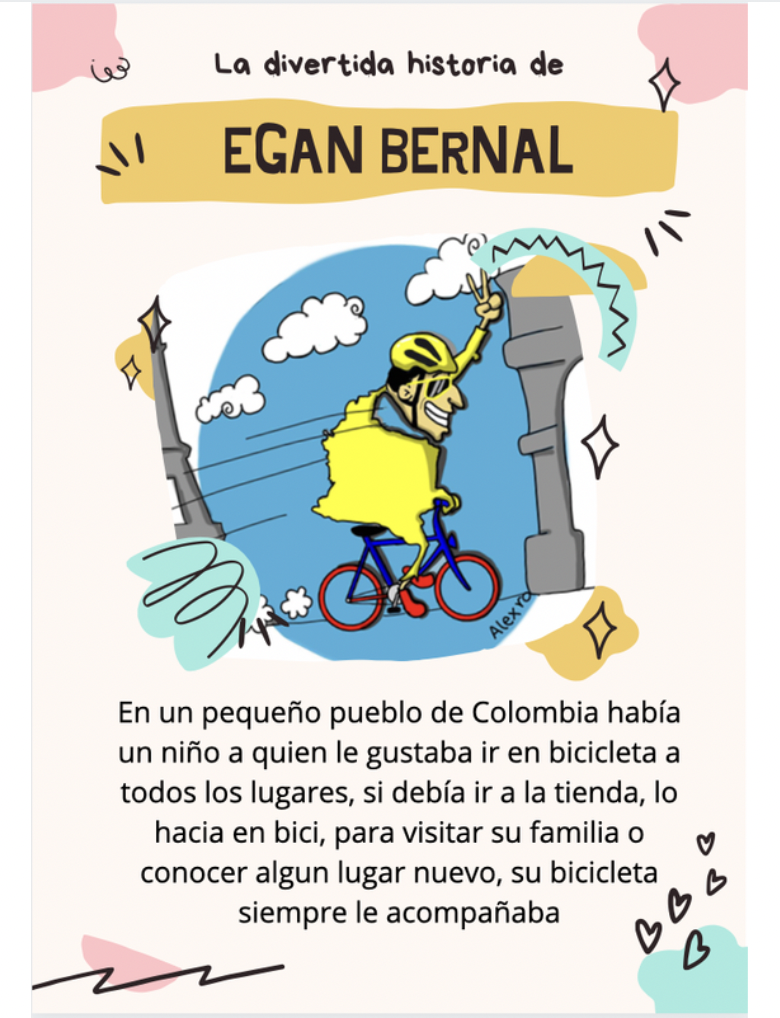 La divertida historia de
EGAN BERNAL
Alexro
En un pequeño pueblo de Colombia había
un niño a quien le gustaba ir en bicicleta a
todos los lugares, si debía ir a la tienda, lo
hacia en bici, para visitar su familia o
conocer algun lugar nuevo, su bicicleta
siempre le acompañaba